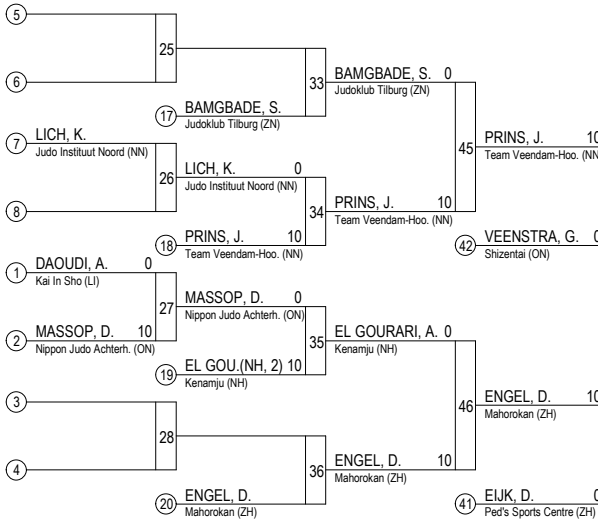 5
25
6
33
BAMGBADE, S. 0
Judoklub Tilburg (ZN)
17
BAMGBADE, S.
Judoklub Tilburg (ZN)
7
LICH, K.
Judo Instituut Noord (NN)
26
LICH, K. 0
Judo Instituut Noord (NN)
8
34
PRINS, J. 10
Team Veendam-Hoo. (NN)
18
PRINS, J. 10
Team Veendam-Hoo. (NN)
45
PRINS, J. 10
Team Veendam-Hoo. (NN
42
VEENSTRA, G. 0
Shizentai (ON)
1
DAOUDI, A. 0
Kai In Sho (LI)
27
MASSOP, D. 0
Nippon Judo Achterh. (ON)
2
MASSOP, D. 10
Nippon Judo Achterh. (ON)
35
EL GOURARI, A. 0
Kenamju (NH)
19
EL GOU.(NH, 2) 10
Kenamju (NH)
3
28
4
46
ENGEL, D. 10
Mahorokan (ZH)
36
ENGEL, D. 10
Mahorokan (ZH)
20
ENGEL, D.
Mahorokan (ZH)
41
EIJK, D. 0
Ped's Sports Centre (ZH)